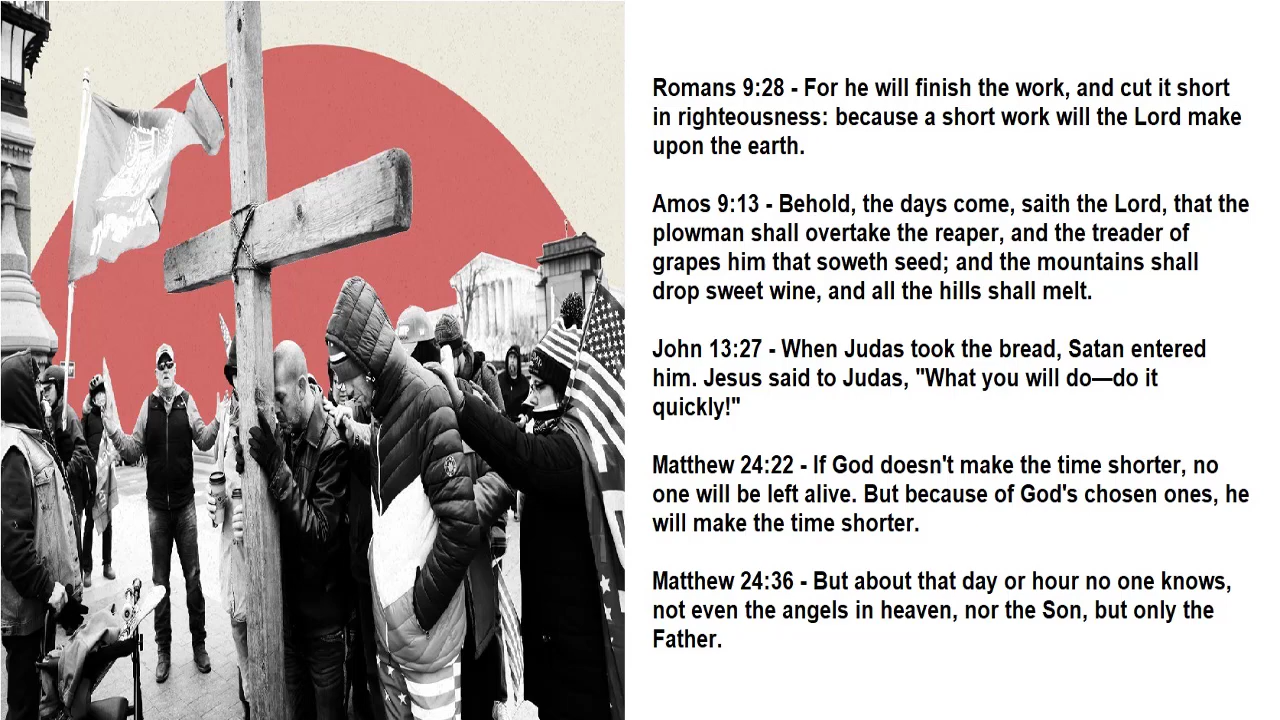 Romans 9:28 - For he will finish the work, and cut it short
in righteousness: because a short work will the Lord make
upon the earth.
Amos 9:13 - Behold, the days come, saith the Lord, that the
plowman shall overtake the reaper, and the treader of
grapes him that soweth seed; and the mountains shall
drop sweet wine, and all the hills shall melt.
John 13:27 - When Judas took the bread, Satan entered
him. Jesus said to Judas, "What you will do—do it
quickly!"
Matthew 24:22 - If God doesn't make the time shorter, no
one will be left alive. But because of God's chosen ones, he
will make the time shorter.
Matthew 24:36 - But about that day or hour no one knows,
not even the angels in heaven, nor the Son, but only the
Father.